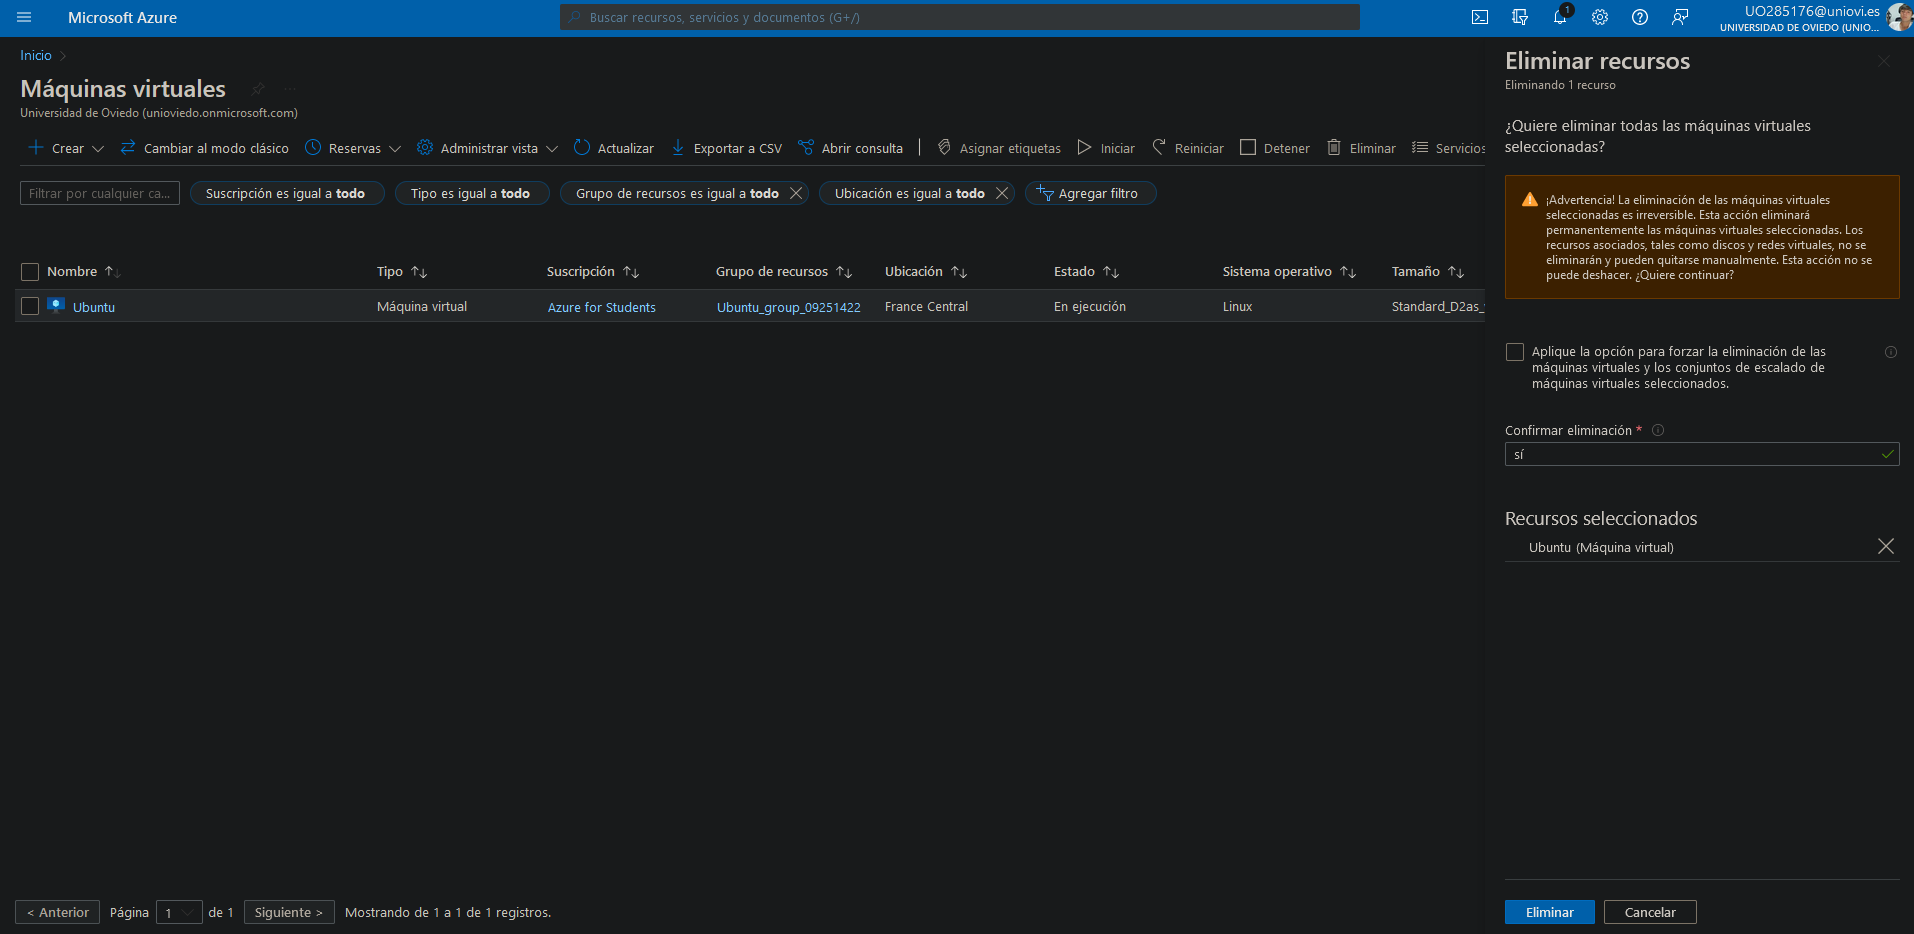 Microsoft Azure
Buscar recursos, servicios y documentos (G+/)
1
UO285176@uniovi.es
UNIVERSIDAD DE OVIEDO (UNIO...
Inicio
Máquinas virtuales
Universidad de Oviedo (unioviedo.onmicrosoft.com)
Crear Cambiar al modo clásico Reservas Administrar vista Actualizar Exportar a CSV Abrir consulta Asignar etiquetas Iniciar Reiniciar Detener Eliminar Servicios
Filtrar por cualquier ca... Suscripción es igual a todo Tipo es igual a todo Grupo de recursos es igual a todo Ubicación es igual a todo Agregar filtro
Nombre Tipo Suscripción Grupo de recursos Ubicación Estado Sistema operativo Tamaño
Ubuntu Máquina virtual Azure for Students Ubuntu_group_09251422 France Central En ejecución Linux Standard_D2as_
< Anterior Página 1 de 1 Siguiente > Mostrando de 1 a 1 de 1 registros.
Eliminar recursos
Eliminando 1 recurso
¿Quiere eliminar todas las máquinas virtuales
seleccionadas?
¡Advertencia! La eliminación de las máquinas virtuales
seleccionadas es irreversible. Esta acción eliminará
permanentemente las máquinas virtuales seleccionadas. Los
recursos asociados, tales como discos y redes virtuales, no se
eliminarán y pueden quitarse manualmente. Esta acción no se
puede deshacer. ¿Quiere continuar?
Aplique la opción para forzar la eliminación de las
máquinas virtuales y los conjuntos de escalado de
máquinas virtuales seleccionados.
Confirmar eliminación *
sí
Recursos seleccionados
Ubuntu (Máquina virtual)
Eliminar Cancelar